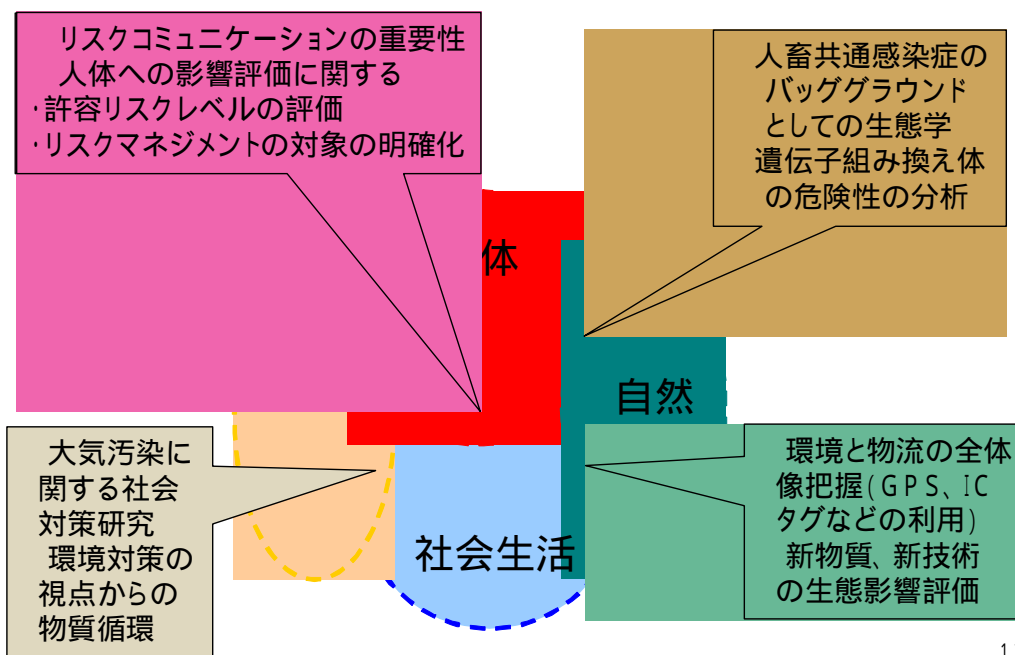 リスクコミュニケーションの重要性
人体への影響評価に関する
・許容リスクレベルの評価
・リスクマネジメントの対象の明確化
人畜共通感染症の
バッググラウンド
としての生態学
遺伝子組み換え体
の危険性の分析
体
自然
大気汚染に
関する社会
対策研究
環境対策の
視点からの
物質循環
社会生活
環境と物流の全体
像把握(GPS、IC
タグなどの利用)
新物質、新技術
の生態影響評価